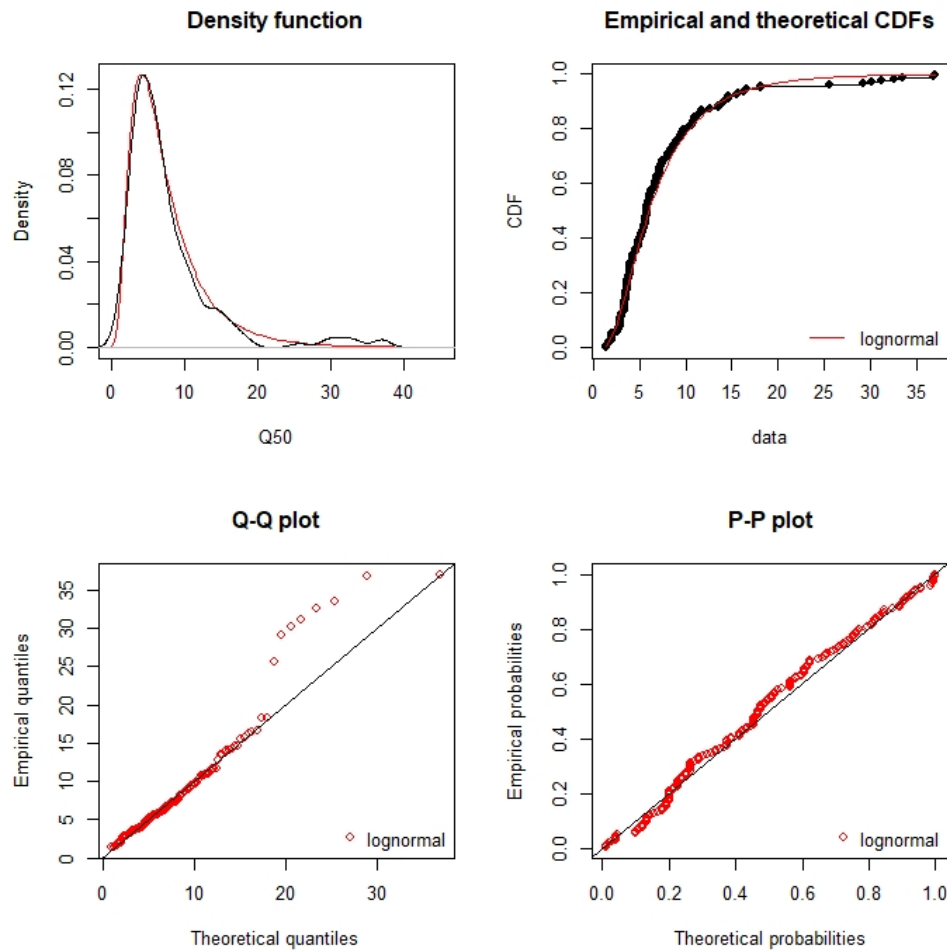 Density function
Density
0.00
0.04
0.08
0.12
0 10 20 30 40
Q50
Empirical and theoretical CDFs
CDF
0.0
0.2
0.4
0.6
0.8
1.0
lognormal
0 5 10 15 20 25 30 35
data
Q-Q plot
Empirical quantiles
0
5
10
15
20
25
30
35
lognormal
0 10 20 30
Theoretical quantiles
P-P plot
Empirical probabilities
0.0
0.2
0.4
0.6
0.8
1.0
lognormal
0.0 0.2 0.4 0.6 0.8 1.0
Theoretical probabilities